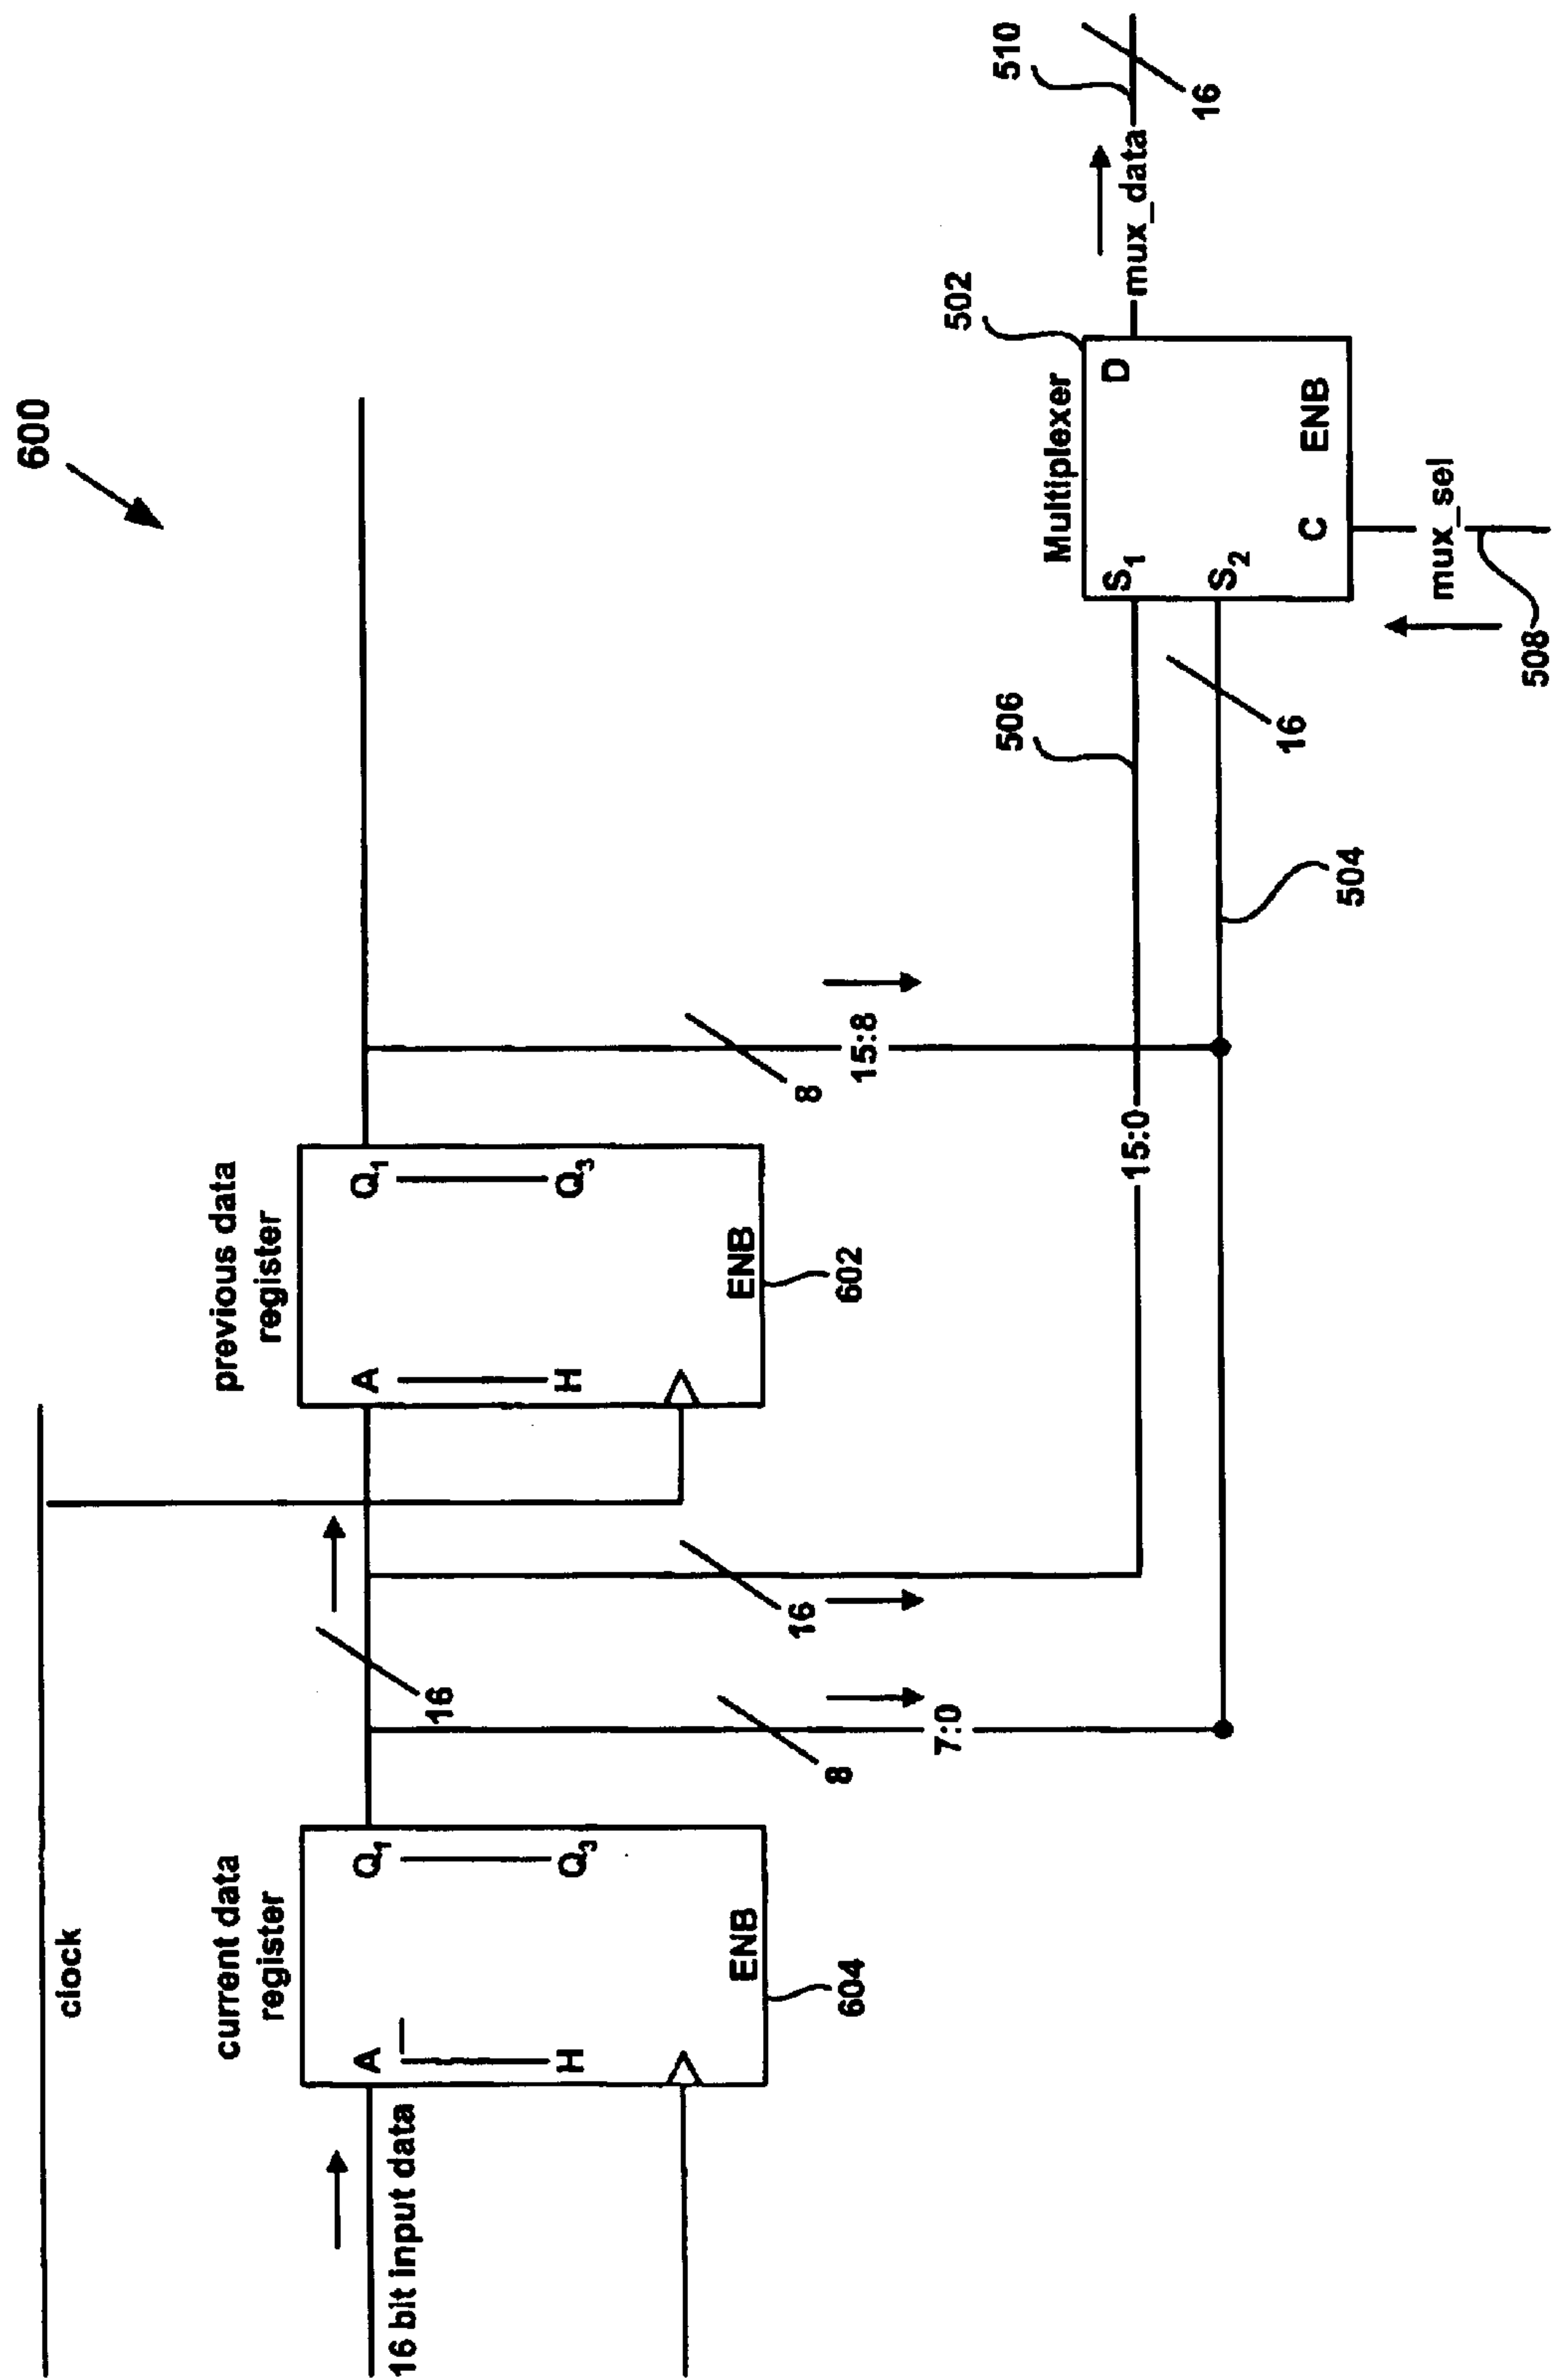 600
clock
current data
register
A
H
Q1
Q3
ENB
604
16 bit input data
previous data
register
A
H
Q1
Q3
ENB
602
16
8
7:0
16
8
15:8
15:0
506
504
16
Multiplexer
502
S1
S2
D
C
ENB
mux_sel
508
mux_data
510
16